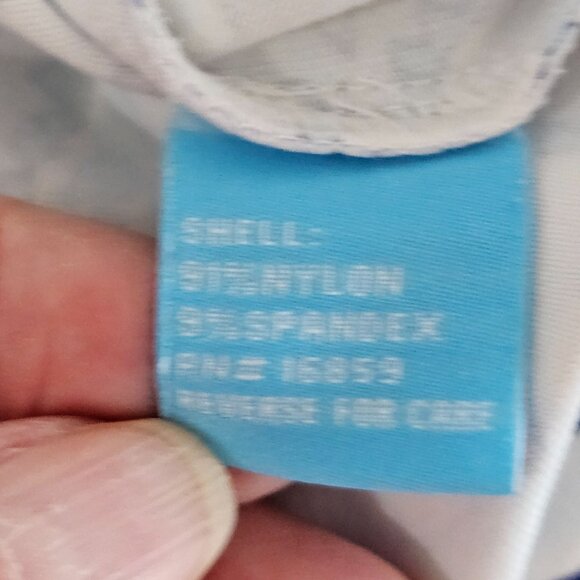 SHELL:
91%NYLON
9%SPANDEX
RN# 16859
REVERSE FOR CARE